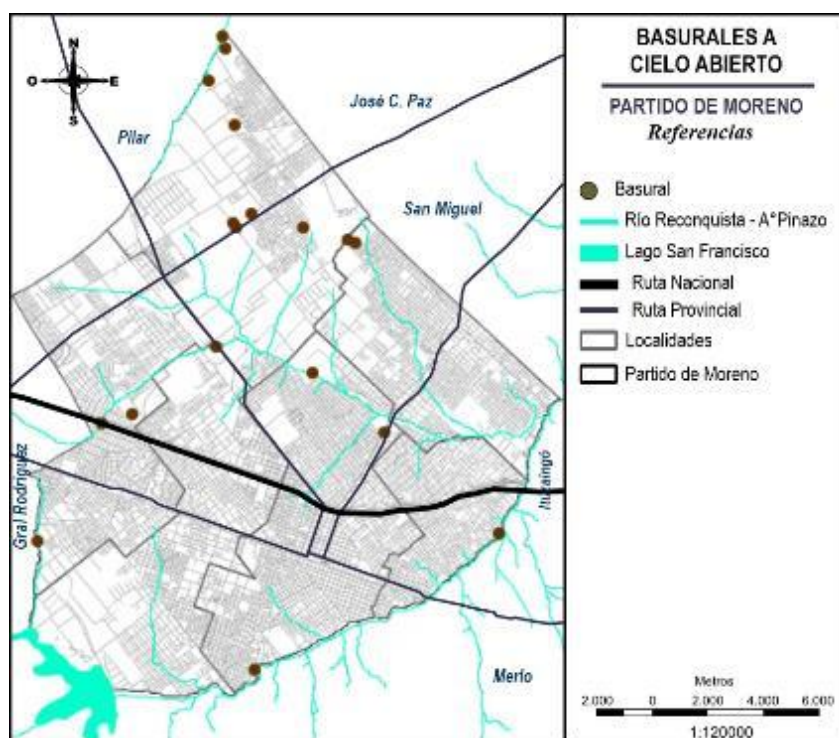 BASURALES A
CIELO ABIERTO
PARTIDO DE MORENO
Referencias
Basural
Río Reconquista - A°Pinazo
Lago San Francisco
Ruta Nacional
Ruta Provincial
Localidades
Partido de Moreno
N
O
E
S
José C. Paz
Pilar
San Miguel
Gral Rodríguez
Ituzaingó
Merlo
Metros
2.000 0 2.000 4.000 6.000
1:120000